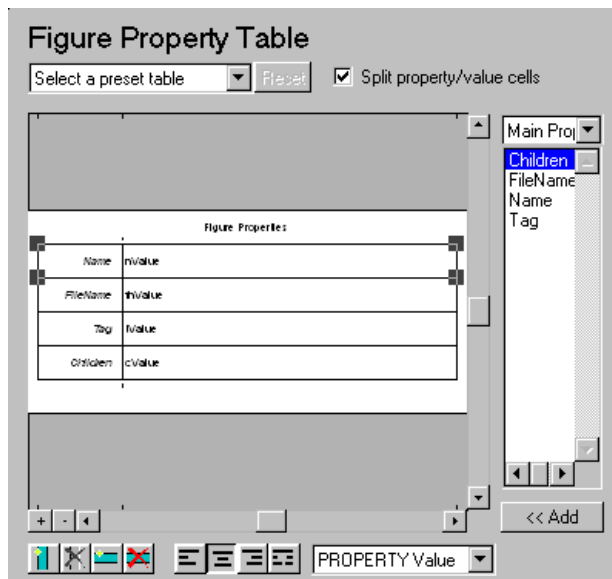 Figure Property Table
Select a preset table Reset Split property/value cells
Main Prop
Children
FileName
Name
Tag
Figure Properties
Name nValue
FileName fhValue
Tag tValue
Children cValue
+ -
<< Add
PROPERTY Value